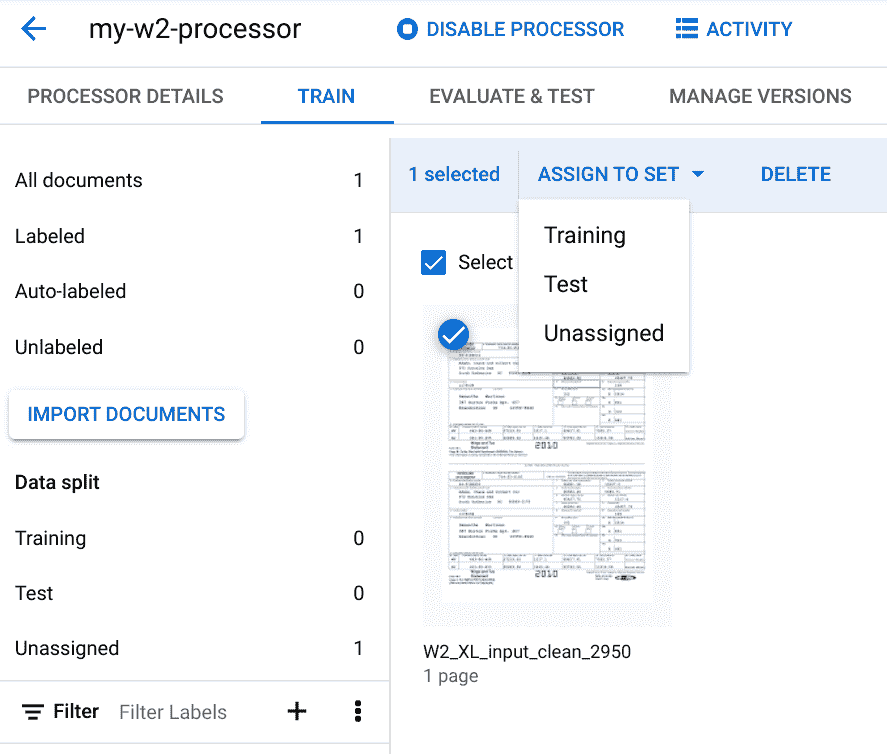 my-w2-processor DISABLE PROCESSOR ACTIVITY
PROCESSOR DETAILS TRAIN EVALUATE & TEST MANAGE VERSIONS
All documents 1
Labeled 1
Auto-labeled 0
Unlabeled 0
IMPORT DOCUMENTS
Data split
Training 0
Test 0
Unassigned 1
Filter Filter Labels
1 selected ASSIGN TO SET DELETE
Training
Test
Unassigned
Select
2010
2010
W2_XL_input_clean_2950
1 page